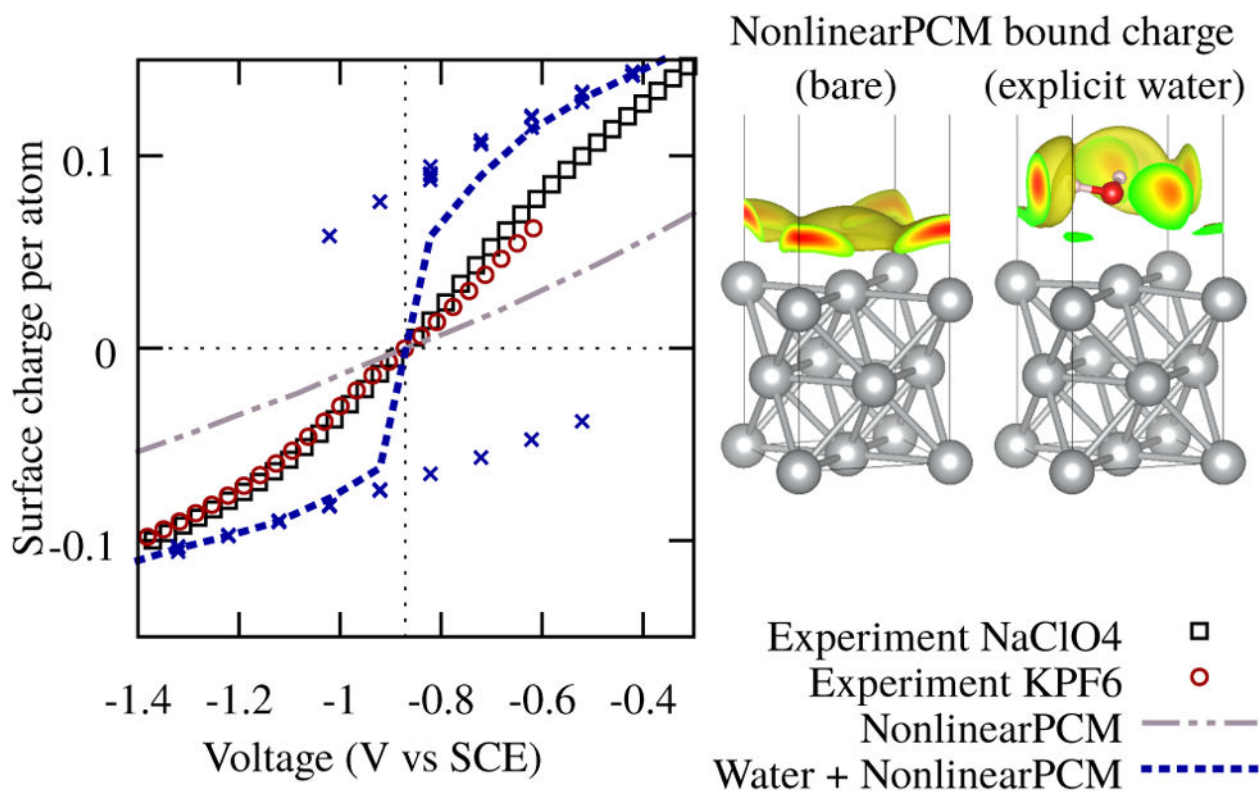 NonlinearPCM bound charge
(bare)
(explicit water)
Surface charge per atom
0.1
0
-0.1
-1.4
-1.2
-1
-0.8
-0.6
-0.4
Voltage (V vs SCE)
Experiment NaClO4
Experiment KPF6
NonlinearPCM
Water + NonlinearPCM